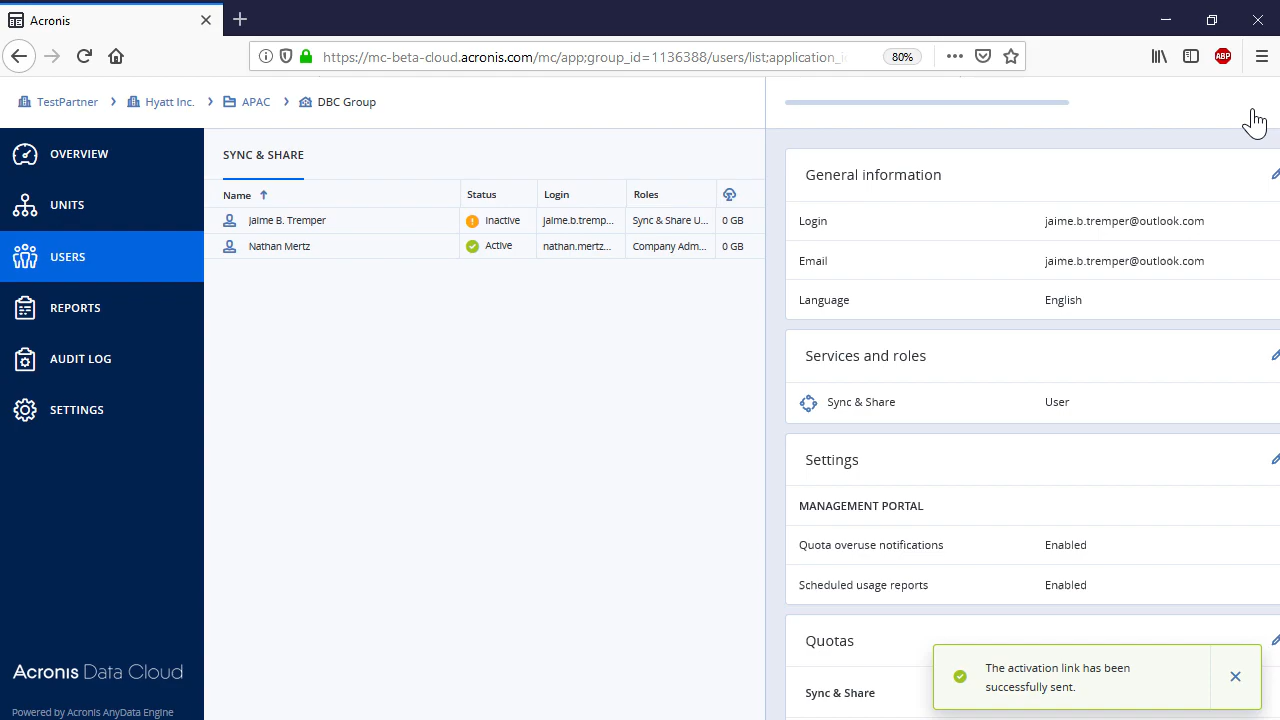 Acronis
https://mc-beta-cloud.acronis.com/mc/app;group_id=1136388/users/list;application_
80%
ABP
TestPartner
Hyatt Inc.
APAC
DBC Group
OVERVIEW
UNITS
USERS
REPORTS
AUDIT LOG
SETTINGS
Acronis Data Cloud
Powered by Acronis AnyData Engine
SYNC & SHARE
Name Status Login Roles
Jaime B. Tremper Inactive jaime.b.tremp... Sync & Share U... 0 GB
Nathan Mertz Active nathan.mertz... Company Adm... 0 GB
General information
Login jaime.b.tremper@outlook.com
Email jaime.b.tremper@outlook.com
Language English
Services and roles
Sync & Share User
Settings
MANAGEMENT PORTAL
Quota overuse notifications Enabled
Scheduled usage reports Enabled
Quotas
Sync & Share
The activation link has been
successfully sent.